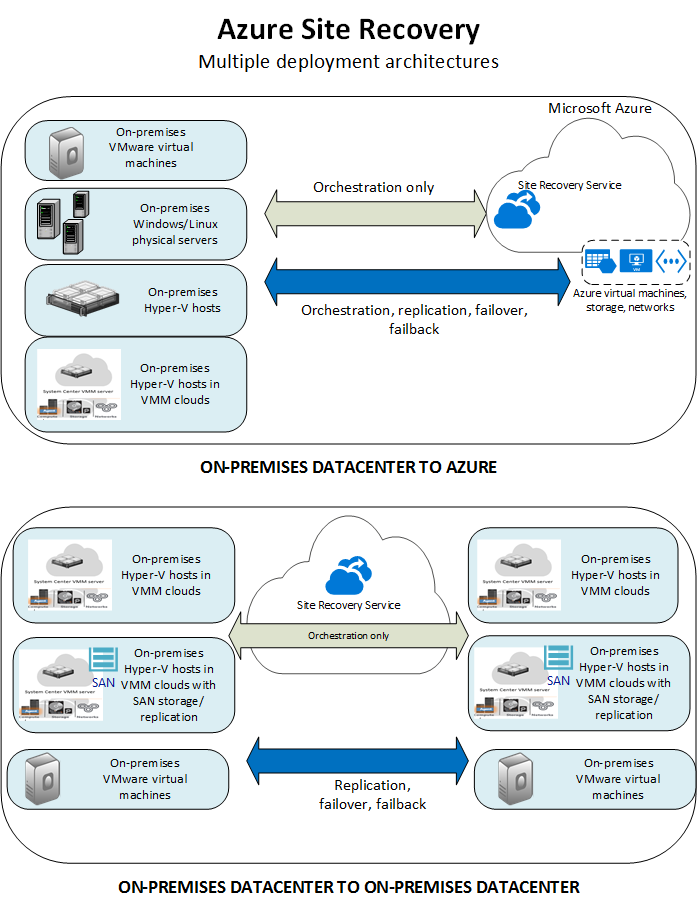 Azure Site Recovery
Multiple deployment architectures
Microsoft Azure
On-premises
VMware virtual
machines
Orchestration only
Site Recovery Service
On-premises
Windows/Linux
physical servers
On-premises
Hyper-V hosts
Orchestration, replication, failover,
failback
VM
Azure virtual machines,
storage, networks
On-premises
Hyper-V hosts in
VMM clouds
System Center VMM server
Compute
Storage
Networks
ON-PREMISES DATACENTER TO AZURE
On-premises
Hyper-V hosts in
VMM clouds
System Center VMM server
Storage
Networks
Site Recovery Service
Orchestration only
On-premises
Hyper-V hosts in
VMM clouds
System Center VMM server
Storage
Networks
On-premises
Hyper-V hosts in
VMM clouds with
SAN storage/
replication
SAN
System Center VMM server
Storage
Networks
On-premises
Hyper-V hosts in
VMM clouds with
SAN storage/
replication
SAN
System Center VMM server
Storage
Networks
On-premises
VMware virtual
machines
Replication,
failover, failback
On-premises
VMware virtual
machines
ON-PREMISES DATACENTER TO ON-PREMISES DATACENTER